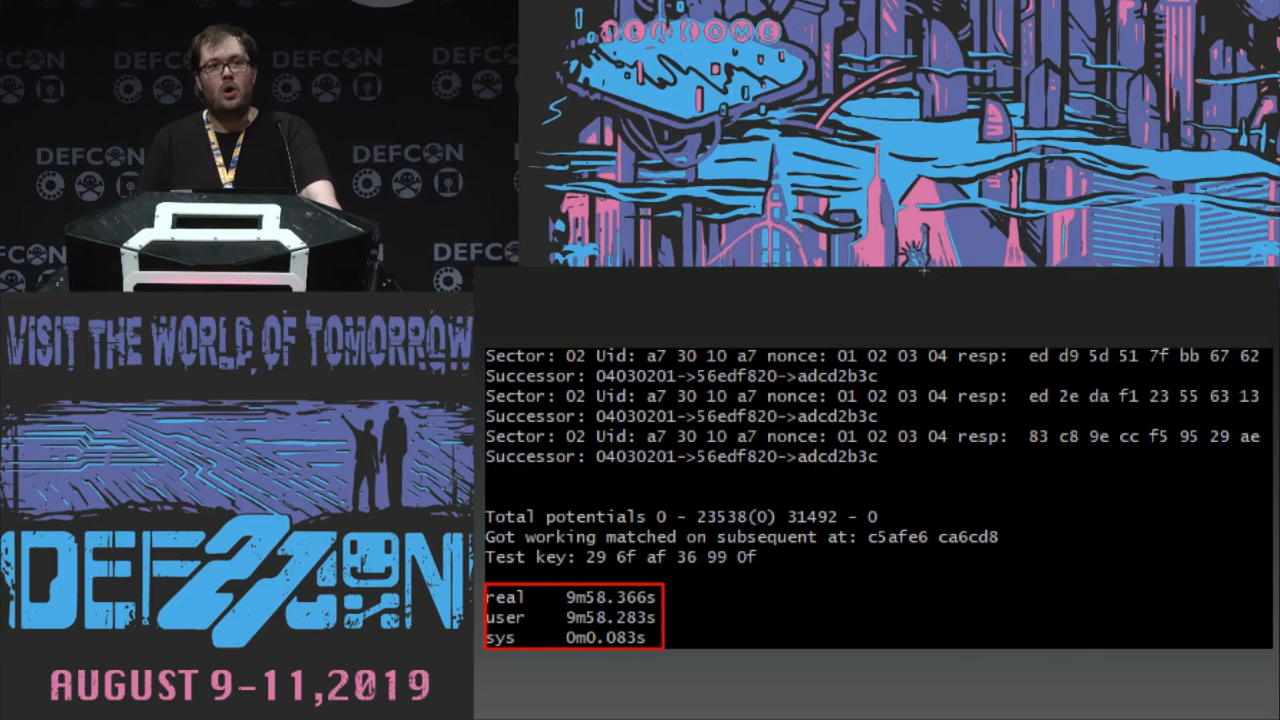 DEFCON
DEFCON
DEFCON
DEFCON
DEFCON
DEFCON
DEFCON
WELCOME
VISIT THE WORLD OF TOMORROW
DEF CON
27
AUGUST 9-11,2019
Sector: 02 Uid: a7 30 10 a7 nonce: 01 02 03 04 resp:  ed d9 5d 51 7f bb 67 62
Successor: 04030201->56edf820->adcd2b3c
Sector: 02 Uid: a7 30 10 a7 nonce: 01 02 03 04 resp:  ed 2e da f1 23 55 63 13
Successor: 04030201->56edf820->adcd2b3c
Sector: 02 Uid: a7 30 10 a7 nonce: 01 02 03 04 resp:  83 c8 9e cc f5 95 29 ae
Successor: 04030201->56edf820->adcd2b3c
Total potentials 0 - 23538(0) 31492 - 0
Got working matched on subsequent at: c5afe6 ca6cd8
Test key: 29 6f af 36 99 0f
real    9m58.366s
user    9m58.283s
sys     0m0.083s